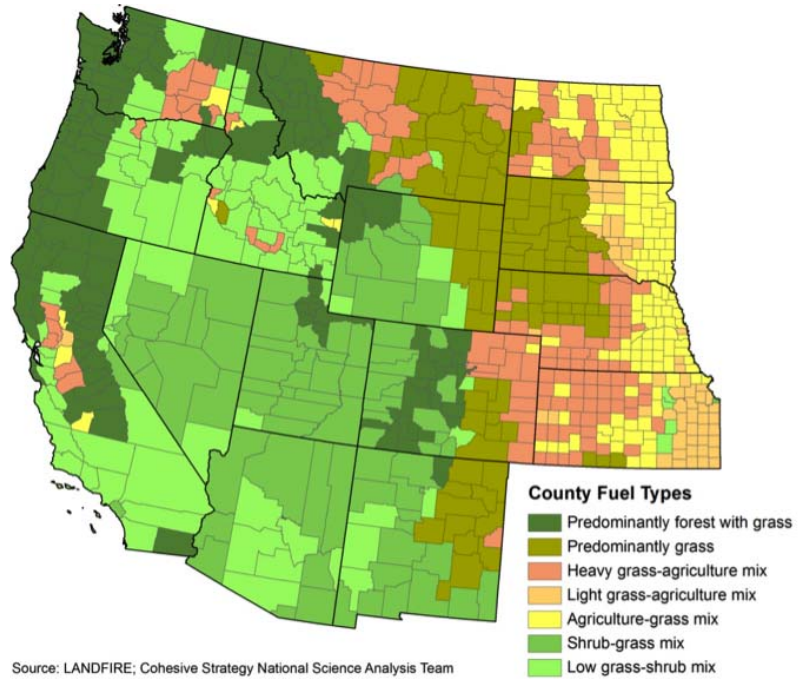 County Fuel Types
Predominantly forest with grass
Predominantly grass
Heavy grass-agriculture mix
Light grass-agriculture mix
Agriculture-grass mix
Shrub-grass mix
Low grass-shrub mix
Source: LANDFIRE; Cohesive Strategy National Science Analysis Team